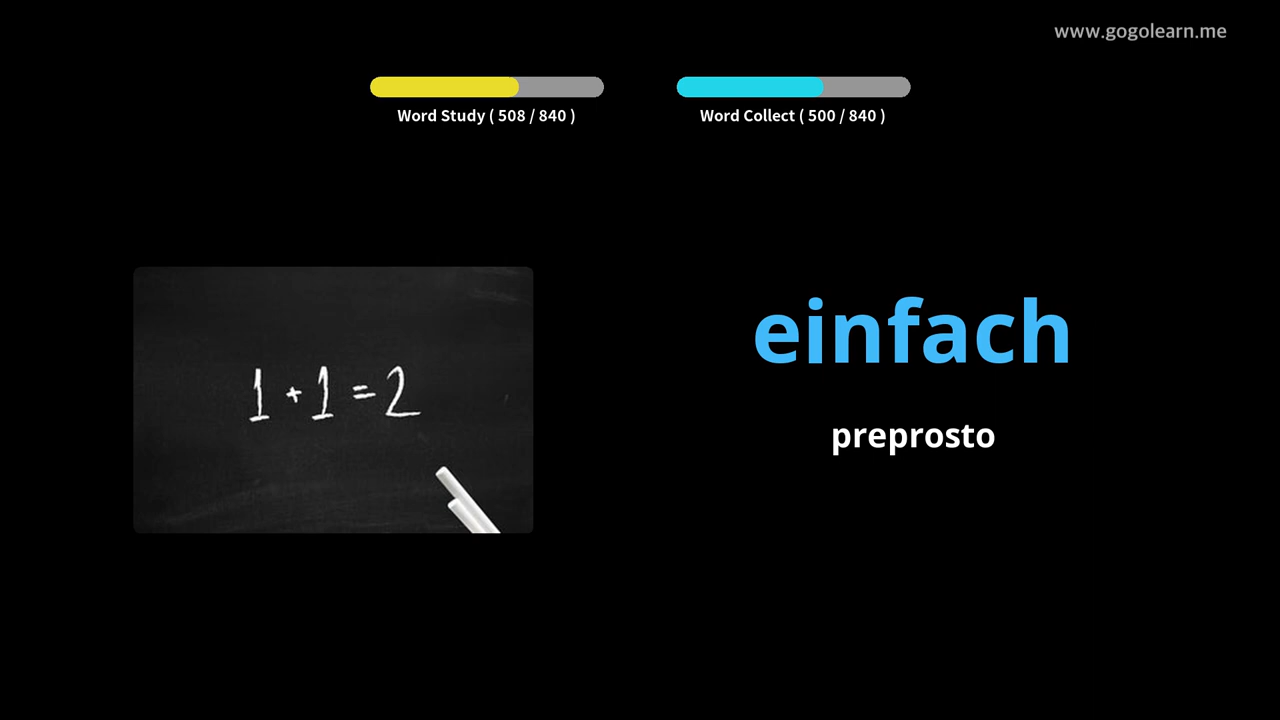 www.gogolearn.me
Word Study ( 508 / 840 )
Word Collect ( 500 / 840 )
1 + 1 = 2
einfach
preprosto